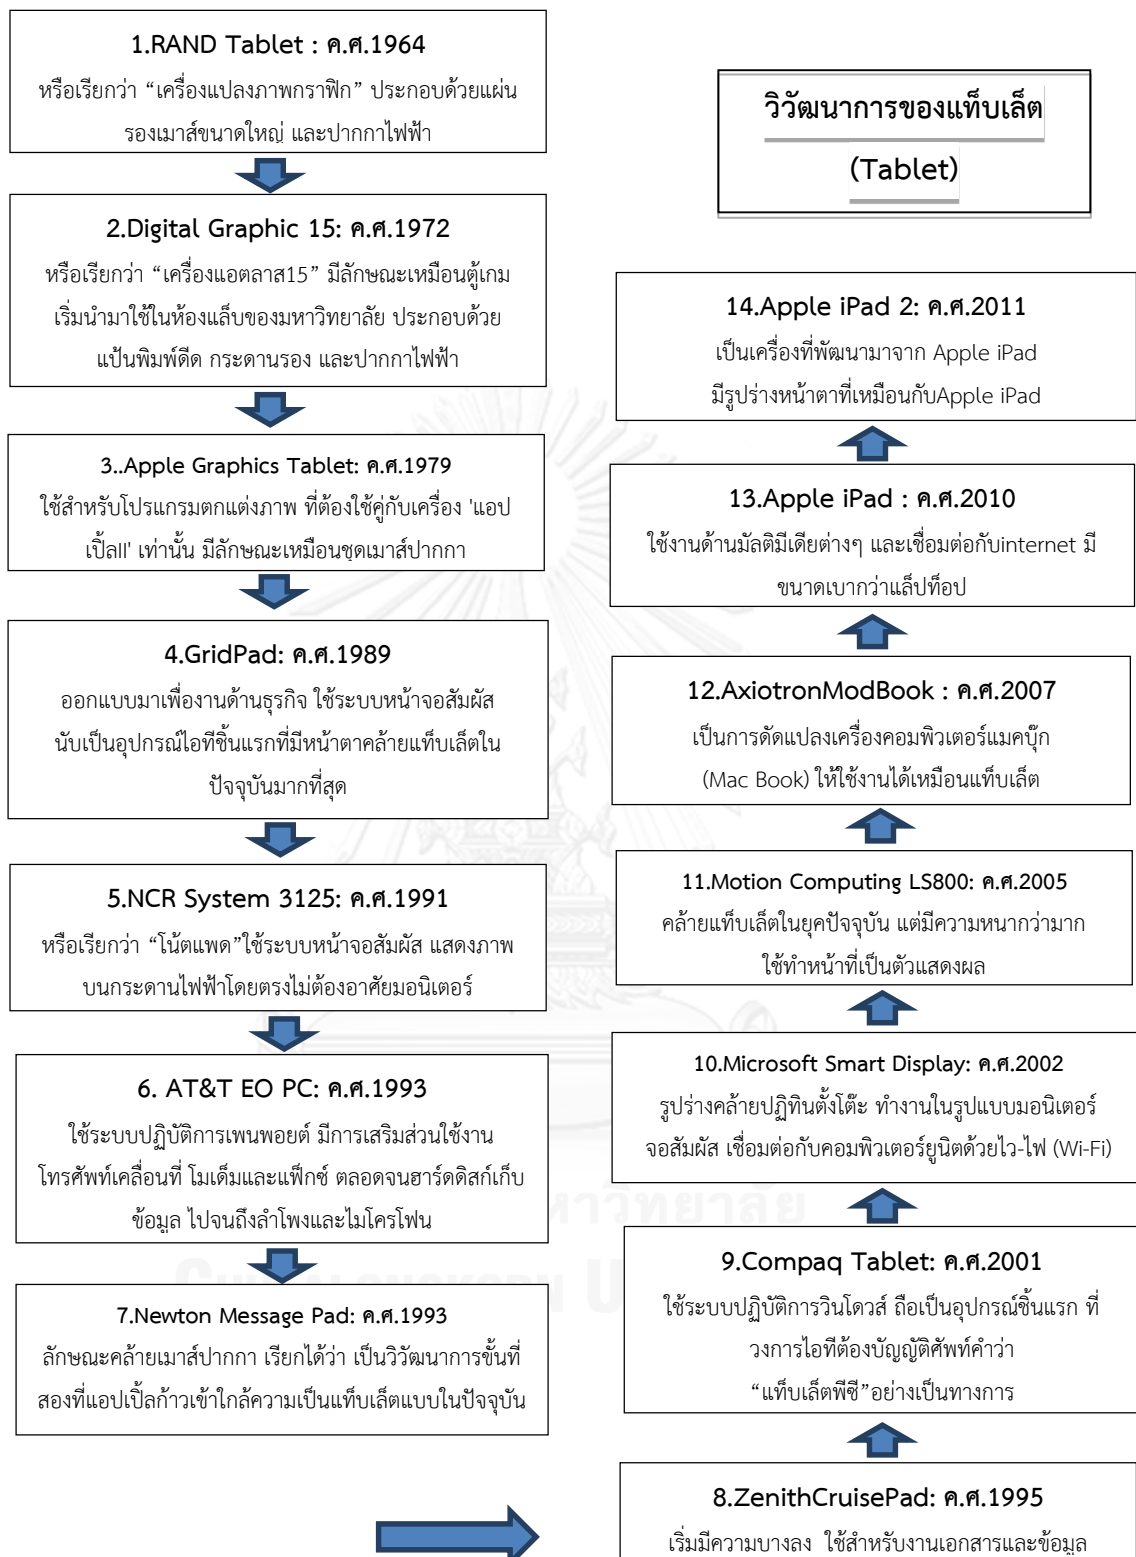 วิวัฒนาการของแท็บเล็ต
(Tablet)
1.RAND Tablet : ค.ศ.1964
หรือเรียกว่า “เครื่องแปลงภาพกราฟิก” ประกอบด้วยแผ่น
รองเมาส์ขนาดใหญ่ และปากกาไฟฟ้า
2.Digital Graphic 15: ค.ศ.1972
หรือเรียกว่า “เครื่องแอตลาส15” มีลักษณะเหมือนตู้เกม
เริ่มนำมาใช้ในห้องแล็บของมหาวิทยาลัย ประกอบด้วย
แป้นพิมพ์ดีด กระดานรอง และปากกาไฟฟ้า
3..Apple Graphics Tablet: ค.ศ.1979
ใช้สำหรับโปรแกรมตกแต่งภาพ ที่ต้องใช้คู่กับเครื่อง 'แอป
เปิ้ลII' เท่านั้น มีลักษณะเหมือนชุดเมาส์ปากกา
4.GridPad: ค.ศ.1989
ออกแบบมาเพื่องานด้านธุรกิจ ใช้ระบบหน้าจอสัมผัส
นับเป็นอุปกรณ์ไอทีชิ้นแรกที่มีหน้าตาคล้ายแท็บเล็ตใน
ปัจจุบันมากที่สุด
5.NCR System 3125: ค.ศ.1991
หรือเรียกว่า “โน้ตแพด”ใช้ระบบหน้าจอสัมผัส แสดงภาพ
บนกระดานไฟฟ้าโดยตรงไม่ต้องอาศัยมอนิเตอร์
6. AT&T EO PC: ค.ศ.1993
ใช้ระบบปฏิบัติการเพนพอยต์ มีการเสริมส่วนใช้งาน
โทรศัพท์เคลื่อนที่ โมเด็มและแฟ็กซ์ ตลอดจนฮาร์ดดิสก์เก็บ
ข้อมูล ไปจนถึงลำโพงและไมโครโฟน
7.Newton Message Pad: ค.ศ.1993
ลักษณะคล้ายเมาส์ปากกา เรียกได้ว่า เป็นวิวัฒนาการขั้นที่
สองที่แอปเปิ้ลก้าวเข้าใกล้ความเป็นแท็บเล็ตแบบในปัจจุบัน
8.ZenithCruisePad: ค.ศ.1995
เริ่มมีความบางลง ใช้สำหรับงานเอกสารและข้อมูล
9.Compaq Tablet: ค.ศ.2001
ใช้ระบบปฏิบัติการวินโดวส์ ถือเป็นอุปกรณ์ชิ้นแรก ที่
วงการไอทีต้องบัญญัติศัพท์คำว่า
“แท็บเล็ตพีซี”อย่างเป็นทางการ
10.Microsoft Smart Display: ค.ศ.2002
รูปร่างคล้ายปฏิทินตั้งโต๊ะ ทำงานในรูปแบบมอนิเตอร์
จอสัมผัส เชื่อมต่อกับคอมพิวเตอร์ยูนิตด้วยไว-ไฟ (Wi-Fi)
11.Motion Computing LS800: ค.ศ.2005
คล้ายแท็บเล็ตในยุคปัจจุบัน แต่มีความหนากว่ามาก
ใช้ทำหน้าที่เป็นตัวแสดงผล
12.AxiotronModBook : ค.ศ.2007
เป็นการดัดแปลงเครื่องคอมพิวเตอร์แมคบุ๊ก
(Mac Book) ให้ใช้งานได้เหมือนแท็บเล็ต
13.Apple iPad : ค.ศ.2010
ใช้งานด้านมัลติมีเดียต่างๆ และเชื่อมต่อกับinternet มี
ขนาดเบากว่าแล็ปท็อป
14.Apple iPad 2: ค.ศ.2011
เป็นเครื่องที่พัฒนามาจาก Apple iPad
มีรูปร่างหน้าตาที่เหมือนกับApple iPad